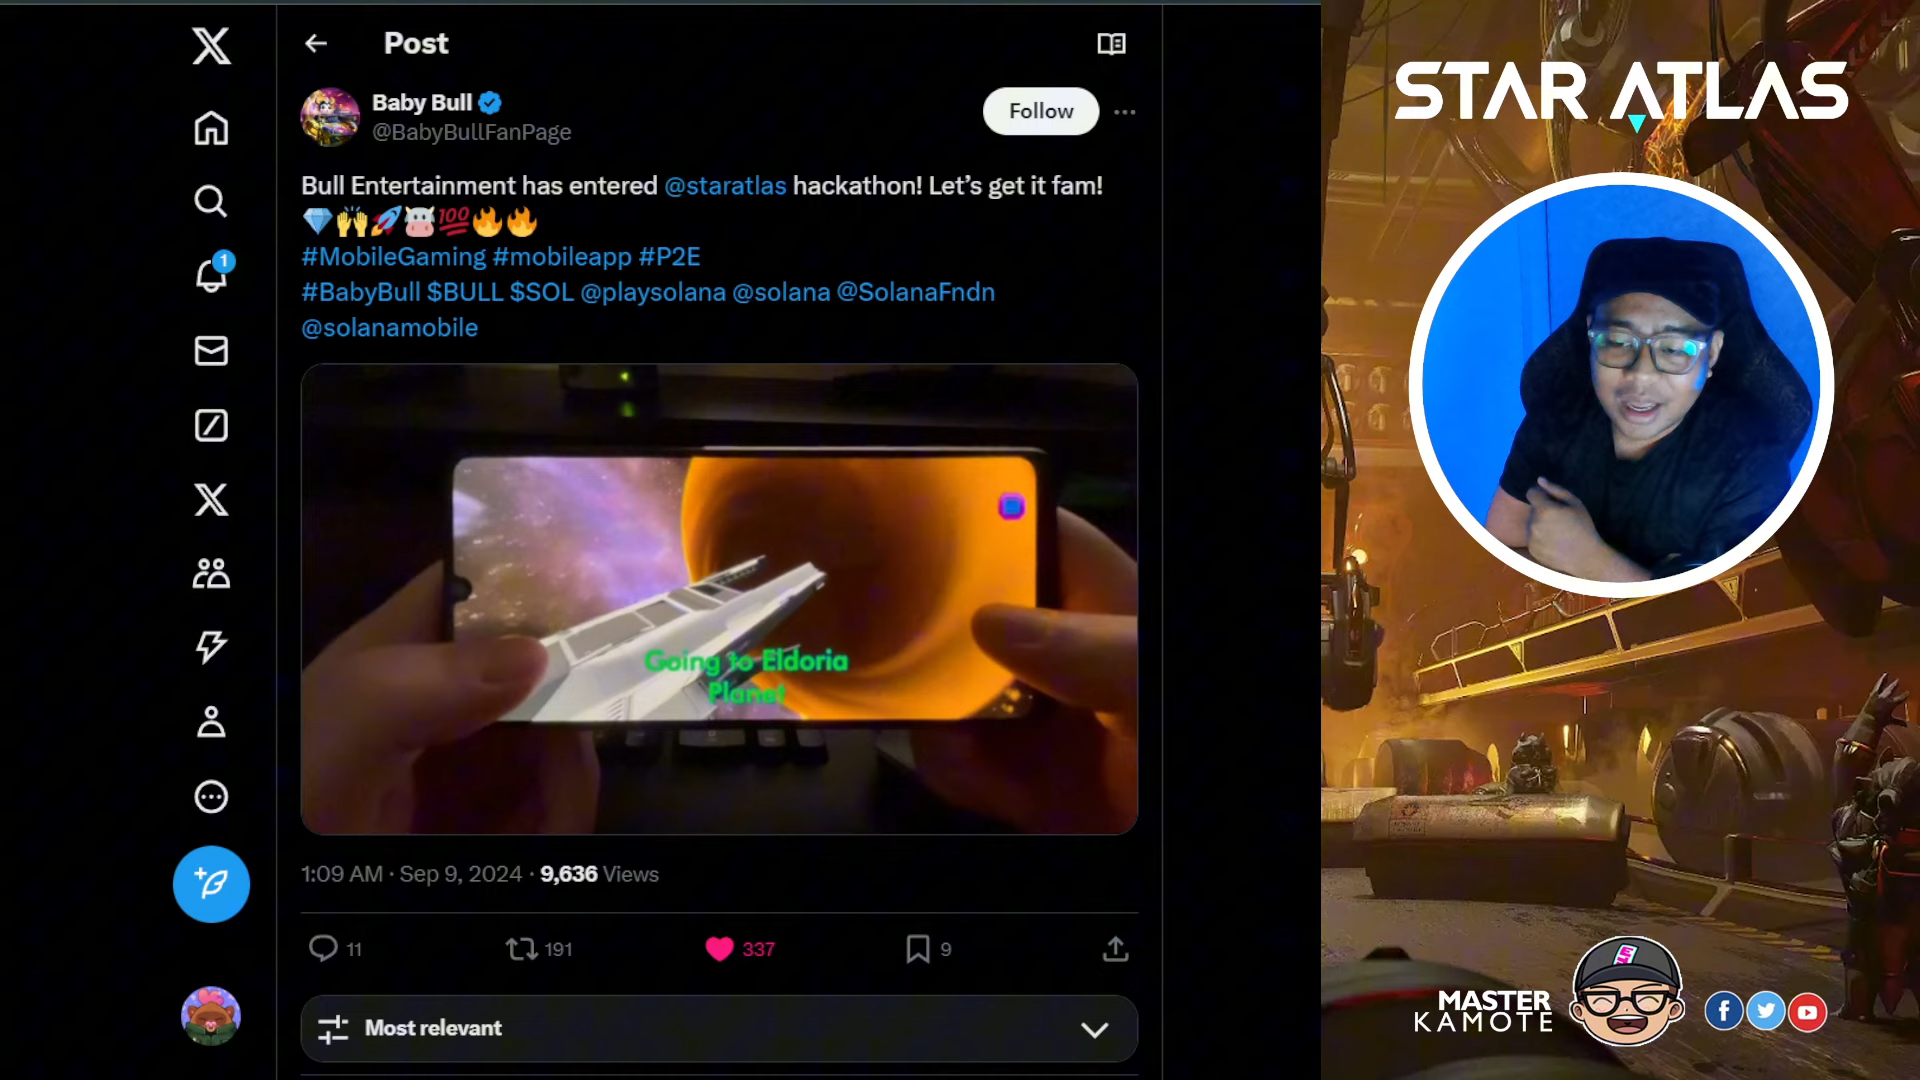 Post
Baby Bull
@BabyBullFanPage
Follow
Bull Entertainment has entered @staratlas hackathon! Let’s get it fam!
💎🙌🚀🐮💯🔥🔥
#MobileGaming #mobileapp #P2E
#BabyBull $BULL $SOL @playsolana @solana @SolanaFndn
@solanamobile
1
Going to Eldoria
Planet
1:09 AM · Sep 9, 2024 · 9,636 Views
11 191 337 9
Most relevant
STAR ATLAS
MASTER
KAMOTE